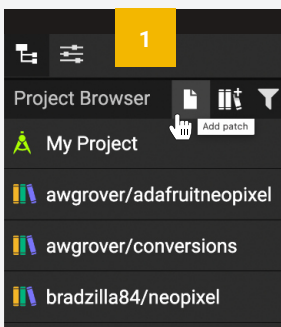 1
Project Browser
Add patch
My Project
awgrover/adafruitneopixel
awgrover/conversions
bradzilla84/neopixel